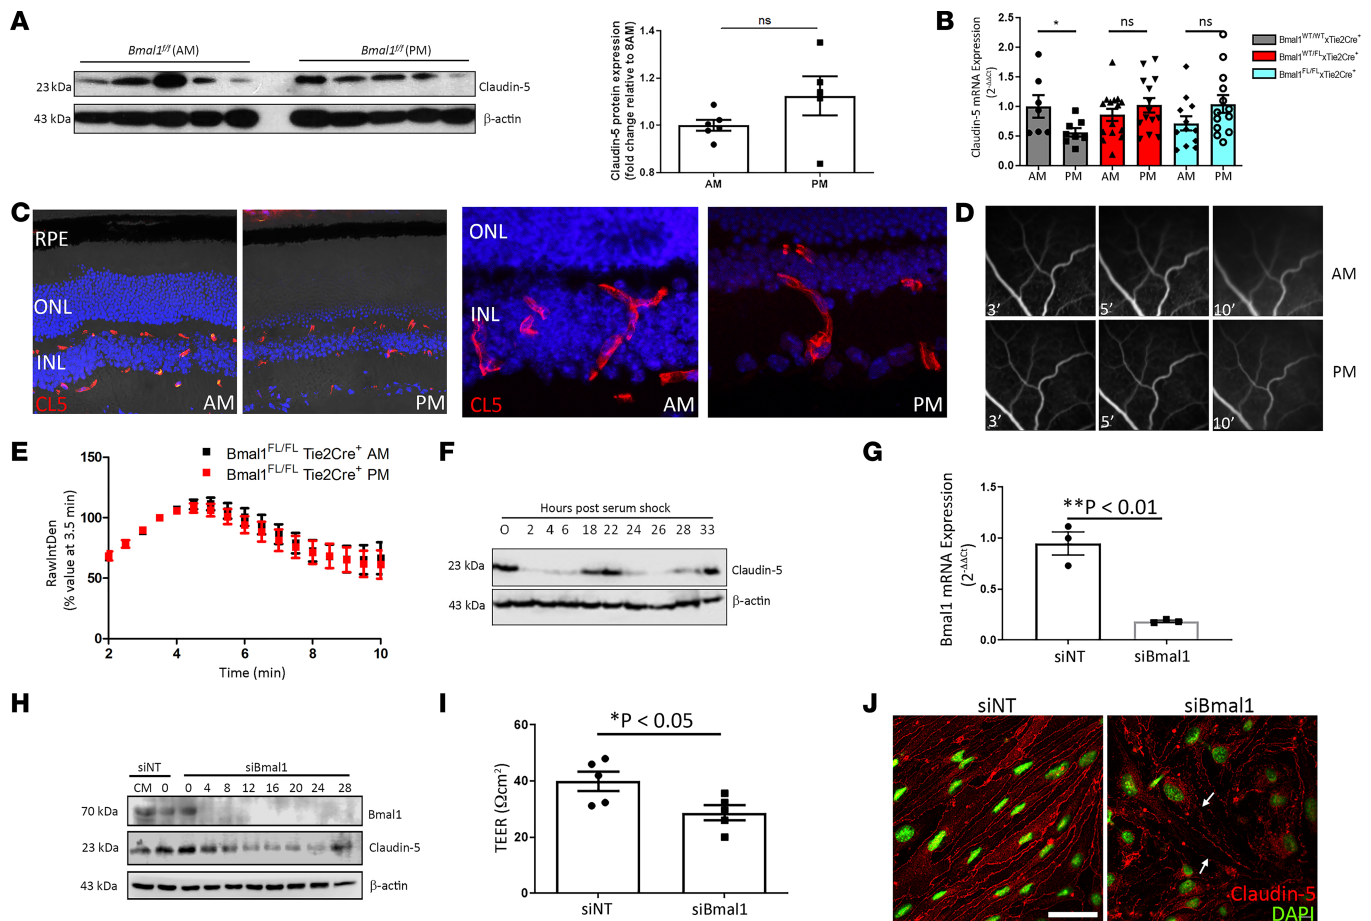 A
Bmal1f/f (AM)
Bmal1f/f (PM)
23 kDa
Claudin-5
43 kDa
β-actin
Claudin-5 protein expression
(fold change relative to 8AM)
1.4
1.2
1.0
0.8
ns
AM
PM
B
Claudin-5 mRNA Expression
(2-ΔΔCt)
2.5
2.0
1.5
1.0
0.5
0.0
*
ns
ns
AM
PM
AM
PM
AM
PM
Bmal1WT/WTxTie2Cre+
Bmal1WT/FLxTie2Cre+
Bmal1FL/FLxTie2Cre+
C
RPE
ONL
INL
CL5
AM
PM
ONL
INL
CL5
AM
PM
D
3’
5’
10’
AM
3’
5’
10’
PM
E
RawIntDen
(% value at 3.5 min)
150
100
50
0
2
4
6
8
10
Time (min)
Bmal1FL/FL Tie2Cre+ AM
Bmal1FL/FL Tie2Cre+ PM
F
Hours post serum shock
O 2 4 6 18 22 24 26 28 33
23 kDa
Claudin-5
43 kDa
β-actin
G
Bmal1 mRNA Expression
(2-ΔΔCt)
1.5
1.0
0.5
0.0
**P < 0.01
siNT
siBmal1
H
siNT
siBmal1
CM 0 0 4 8 12 16 20 24 28
70 kDa
Bmal1
23 kDa
Claudin-5
43 kDa
β-actin
I
TEER (Ωcm2)
60
40
20
0
*P < 0.05
siNT
siBmal1
J
siNT
siBmal1
Claudin-5
DAPI